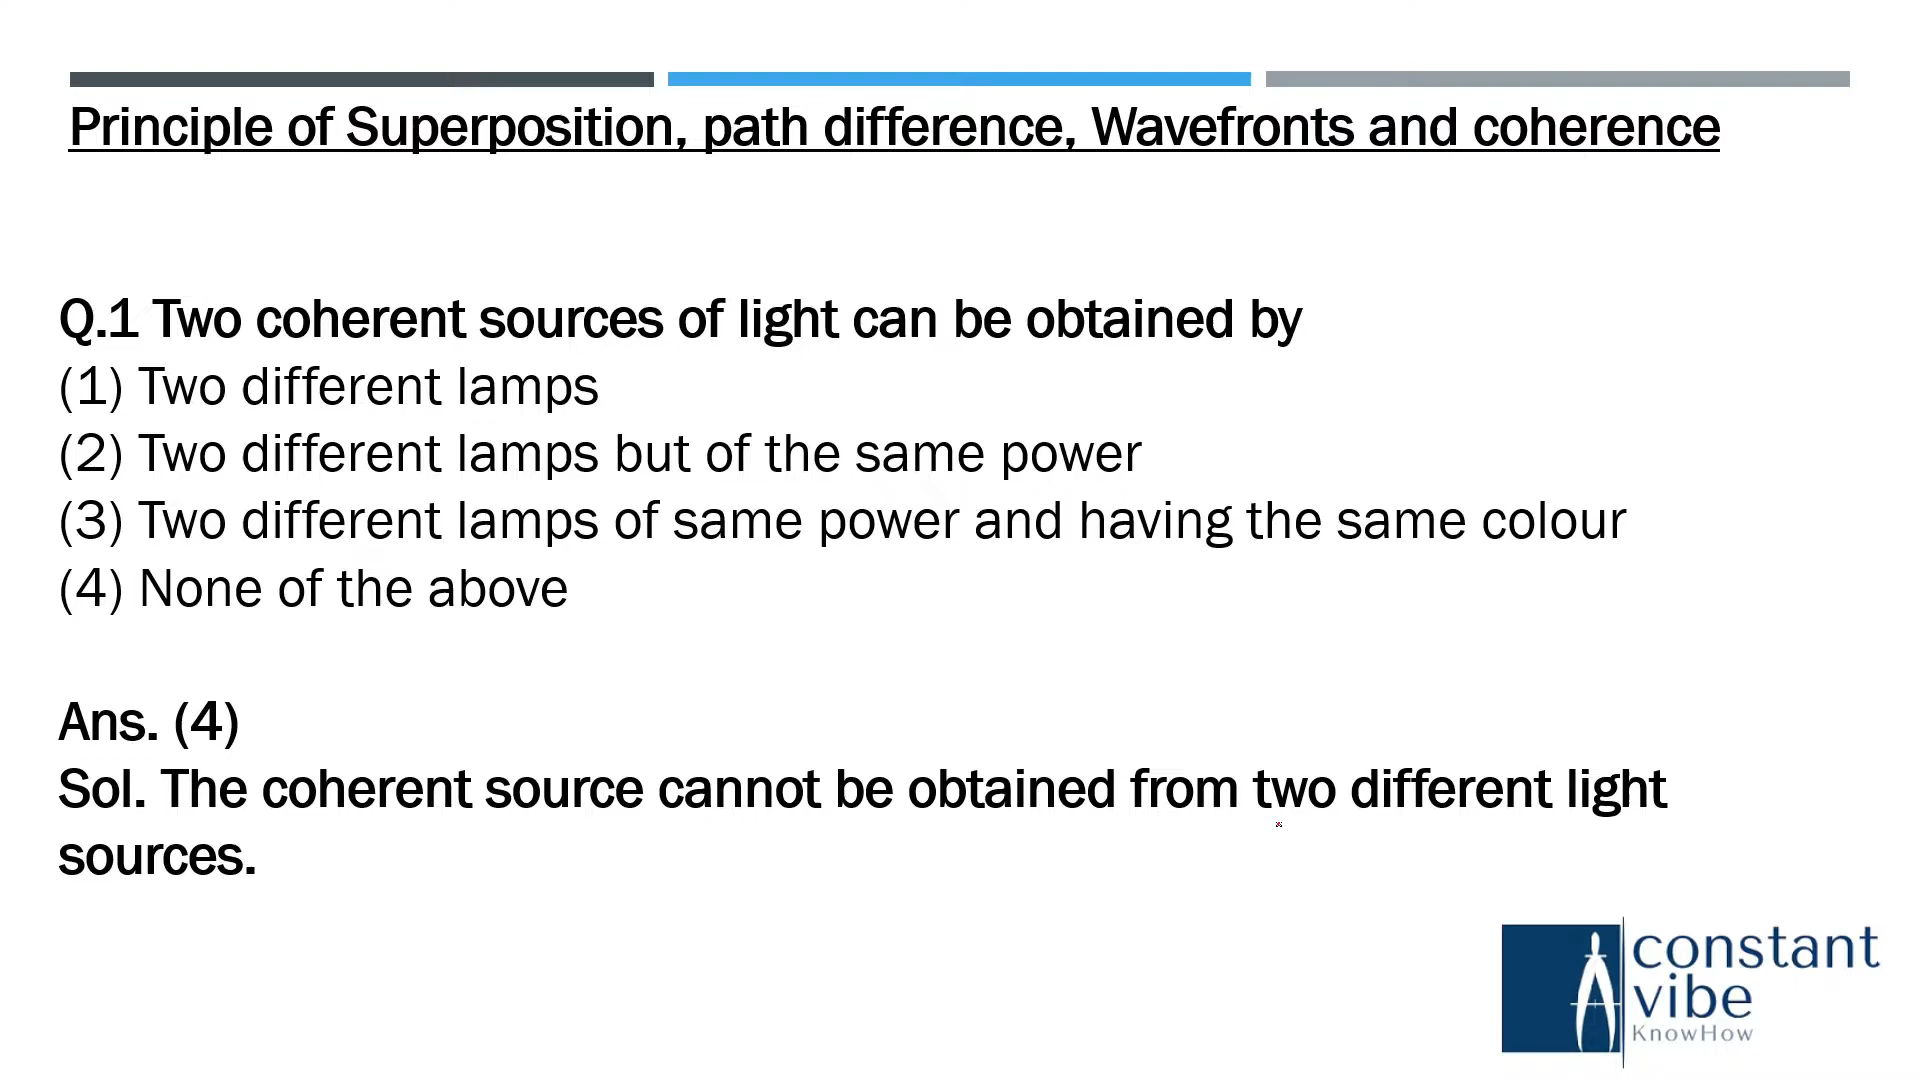 Principle of Superposition, path difference, Wavefronts and coherence
Q.1 Two coherent sources of light can be obtained by
(1) Two different lamps
(2) Two different lamps but of the same power
(3) Two different lamps of same power and having the same colour
(4) None of the above
Ans. (4)
Sol. The coherent source cannot be obtained from two different light
sources.
constant
vibe
KnowHow